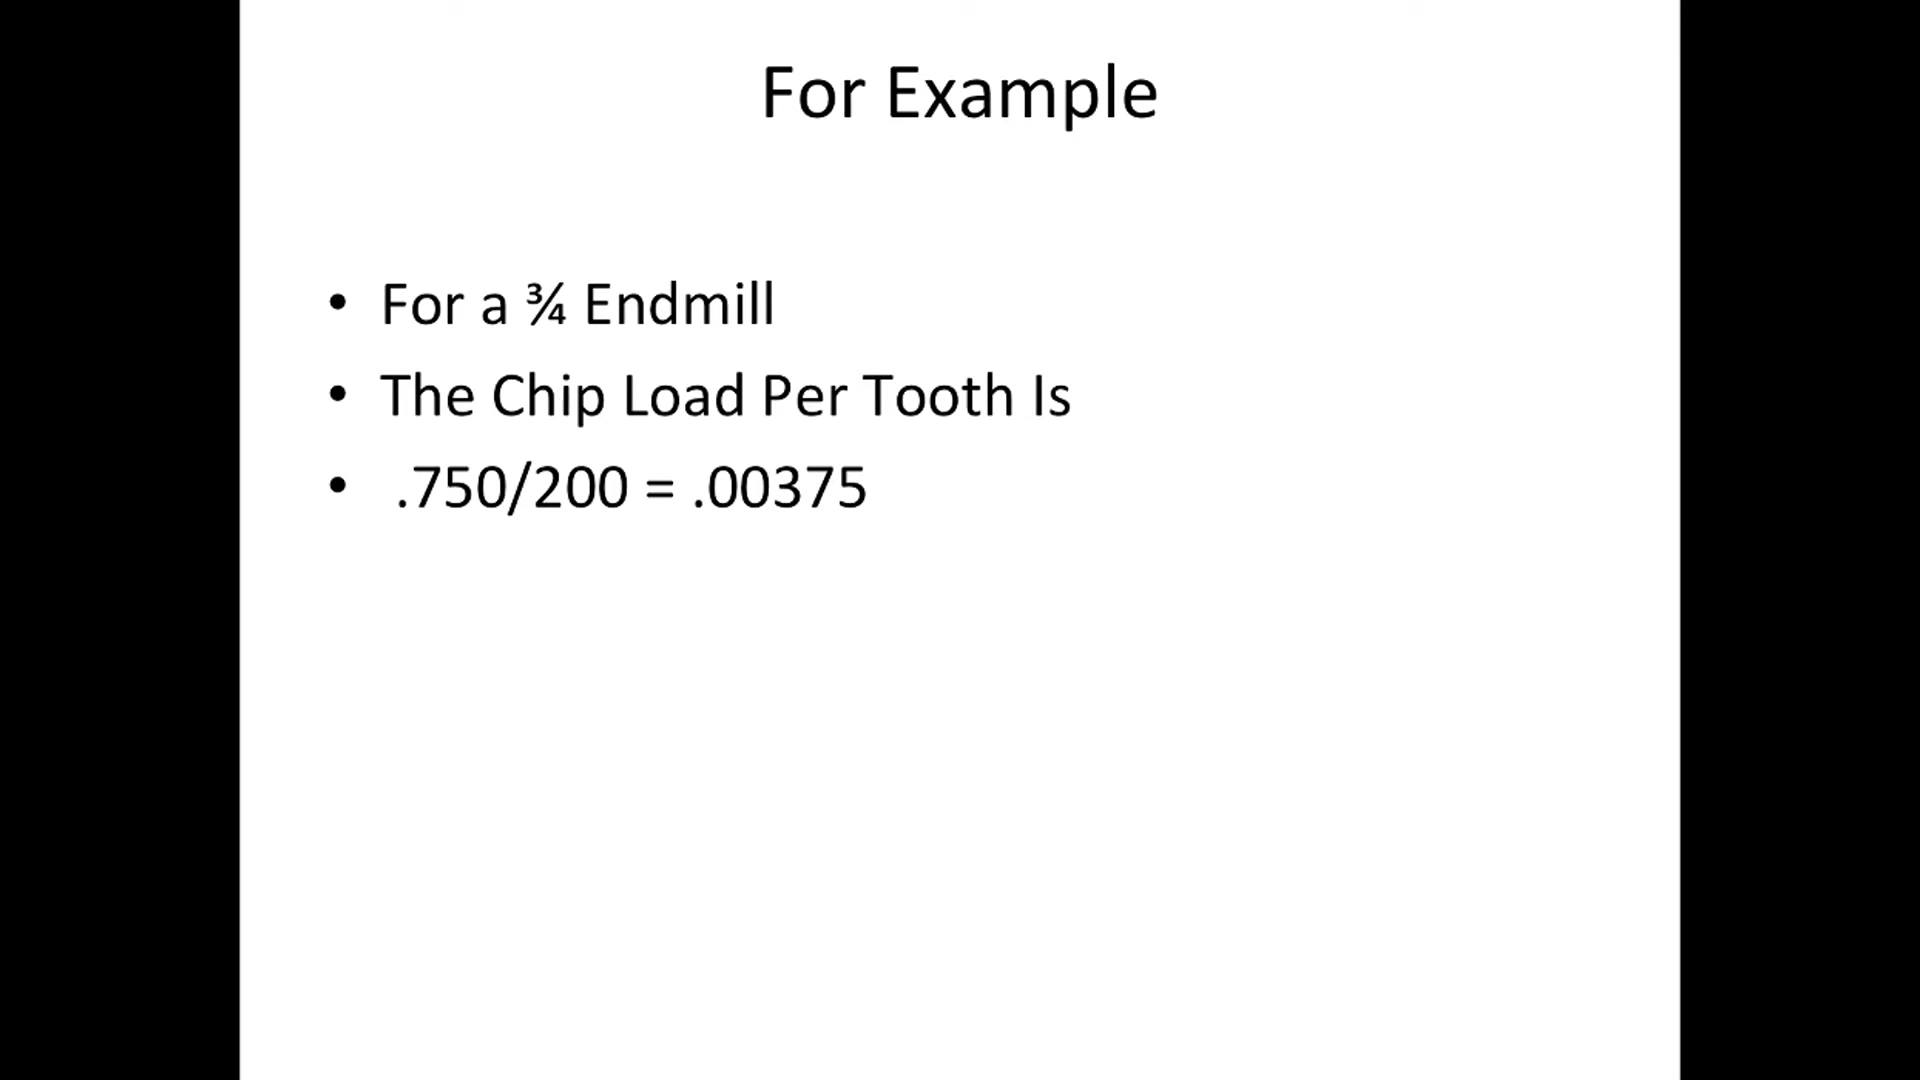 For Example
• For a ¾ Endmill
• The Chip Load Per Tooth Is
• .750/200 = .00375